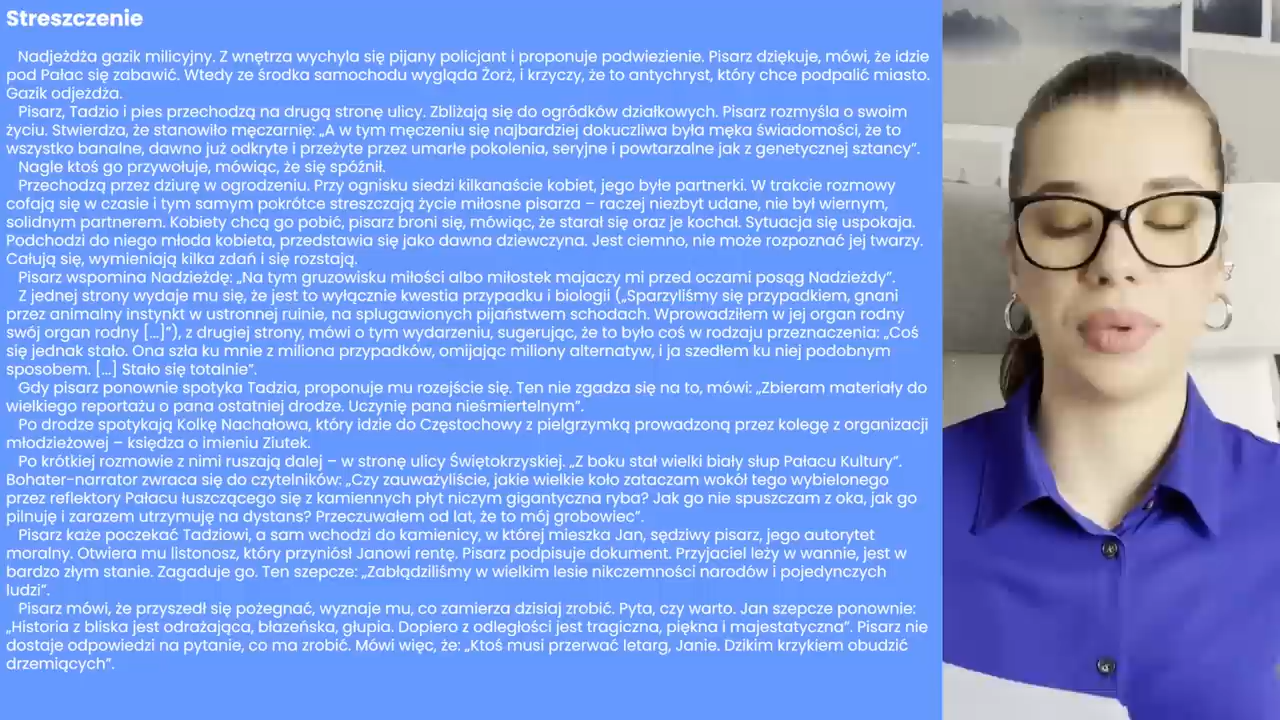 Streszczenie
Nadjeżdża gazik milicyjny. Z wnętrza wychyla się pijany policjant i proponuje podwiezienie. Pisarz dziękuje, mówi, że idzie
pod Pałac się zabawić. Wtedy ze środka samochodu wygląda Żorż, i krzyczy, że to antychryst, który chce podpalić miasto.
Gazik odjeżdża.
Pisarz, Tadzio i pies przechodzą na drugą stronę ulicy. Zbliżają się do ogródków działkowych. Pisarz rozmyśla o swoim
życiu. Stwierdza, że stanowiło męczarnię: „A w tym męczeniu się najbardziej dokuczliwa była męka świadomości, że to
wszystko banalne, dawno już odkryte i przeżyte przez umarłe pokolenia, seryjne i powtarzalne jak z genetycznej sztancy”.
Nagle ktoś go przywołuje, mówiąc, że się spóźnił.
Przechodzą przez dziurę w ogrodzeniu. Przy ognisku siedzi kilkanaście kobiet, jego byłe partnerki. W trakcie rozmowy
cofają się w czasie i tym samym pokrótce streszczają życie miłosne pisarza – raczej niezbyt udane, nie był wiernym,
solidnym partnerem. Kobiety chcą go pobić, pisarz broni się, mówiąc, że starał się oraz je kochał. Sytuacja się uspokaja.
Podchodzi do niego młoda kobieta, przedstawia się jako dawna dziewczyna. Jest ciemno, nie może rozpoznać jej twarzy.
Całują się, wymieniają kilka zdań i się rozstają.
Pisarz wspomina Nadzieżdę: „Na tym gruzowisku miłości albo miłostek majaczy mi przed oczami posąg Nadzieżdy”.
Z jednej strony wydaje mu się, że jest to wyłącznie kwestia przypadku i biologii („Sparzyliśmy się przypadkiem, gnani
przez animalny instynkt w ustronnej ruinie, na splugawionych pijaństwem schodach. Wprowadziłem w jej organ rodny
swój organ rodny [...]”), z drugiej strony, mówi o tym wydarzeniu, sugerując, że to było coś w rodzaju przeznaczenia: „Coś
się jednak stało. Ona szła ku mnie z miliona przypadków, omijając miliony alternatyw, i ja szedłem ku niej podobnym
sposobem. [...] Stało się totalnie”.
Gdy pisarz ponownie spotyka Tadzia, proponuje mu rozejście się. Ten nie zgadza się na to, mówi: „Zbieram materiały do
wielkiego reportażu o pana ostatniej drodze. Uczynię pana nieśmiertelnym”.
Po drodze spotykają Kolkę Nachałowa, który idzie do Częstochowy z pielgrzymką prowadzoną przez kolegę z organizacji
młodzieżowej – księdza o imieniu Ziutek.
Po krótkiej rozmowie z nimi ruszają dalej – w stronę ulicy Świętokrzyskiej. „Z boku stał wielki biały słup Pałacu Kultury”.
Bohater-narrator zwraca się do czytelników: „Czy zauważyliście, jakie wielkie koło zataczam wokół tego wybielonego
przez reflektory Pałacu łuszczącego się z kamiennych płyt niczym gigantyczna ryba? Jak go nie spuszczam z oka, jak go
pilnuję i zarazem utrzymuję na dystans? Przeczuwałem od lat, że to mój grobowiec”.
Pisarz każe poczekać Tadziowi, a sam wchodzi do kamienicy, w której mieszka Jan, sędziwy pisarz, jego autorytet
moralny. Otwiera mu listonosz, który przyniósł Janowi rentę. Pisarz podpisuje dokument. Przyjaciel leży w wannie, jest w
bardzo złym stanie. Zagaduje go. Ten szepcze: „Zabłądziliśmy w wielkim lesie nikczemności narodów i pojedynczych
ludzi”.
Pisarz mówi, że przyszedł się pożegnać, wyznaje mu, co zamierza dzisiaj zrobić. Pyta, czy warto. Jan szepcze ponownie:
„Historia z bliska jest odrażająca, błazeńska, głupia. Dopiero z odległości jest tragiczna, piękna i majestatyczna”. Pisarz nie
dostaje odpowiedzi na pytanie, co ma zrobić. Mówi więc, że: „Ktoś musi przerwać letarg, Janie. Dzikim krzykiem obudzić
drzemiących”.